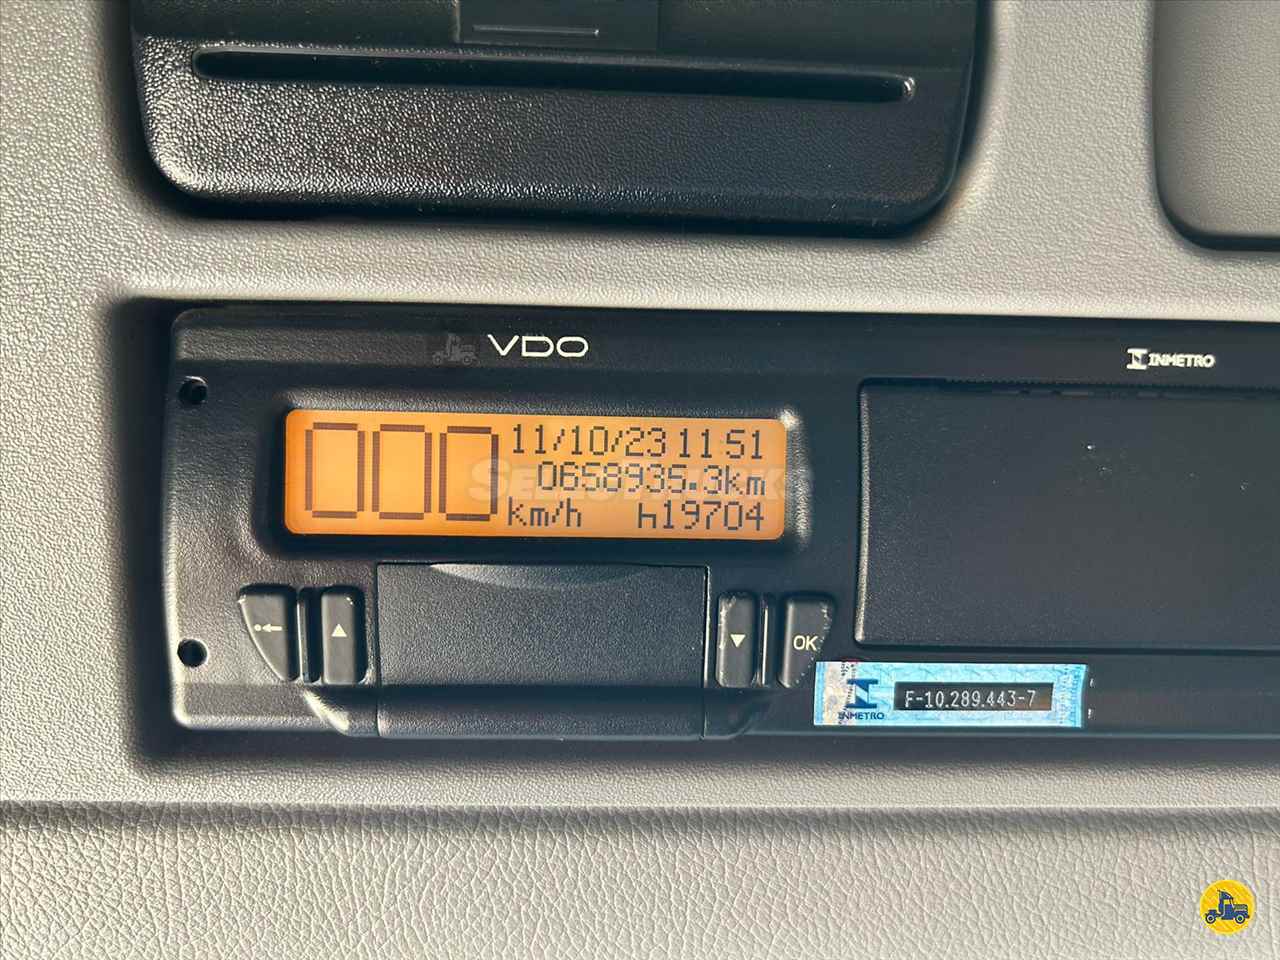 VDO
INMETRO
000
11/10/23 11 51
0658935.3km
km/h h19704
OK
INMETRO
F-10.289.443-7